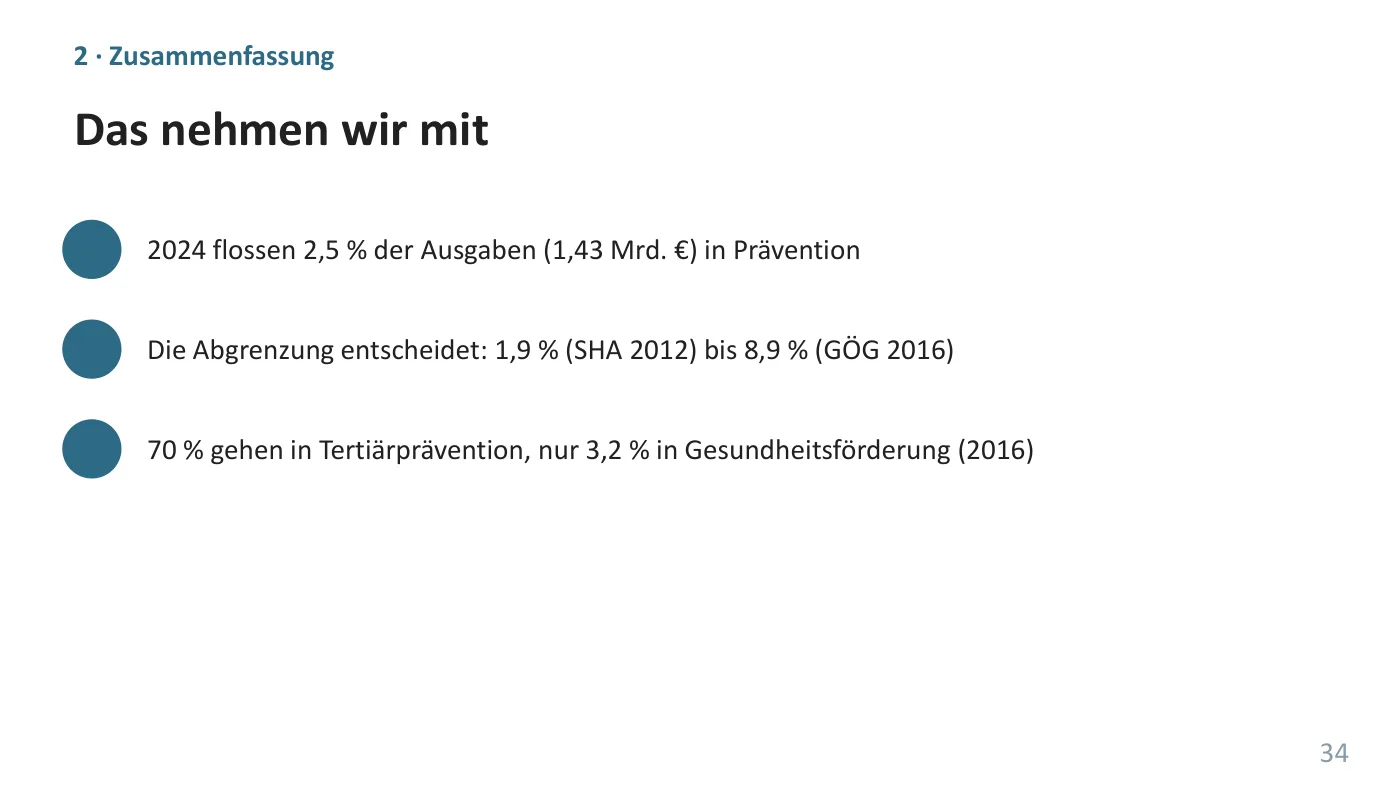 2 · Zusammenfassung
Das nehmen wir mit
2024 flossen 2,5 % der Ausgaben (1,43 Mrd. €) in Prävention
Die Abgrenzung entscheidet: 1,9 % (SHA 2012) bis 8,9 % (GÖG 2016)
70 % gehen in Tertiärprävention, nur 3,2 % in Gesundheitsförderung (2016)
34